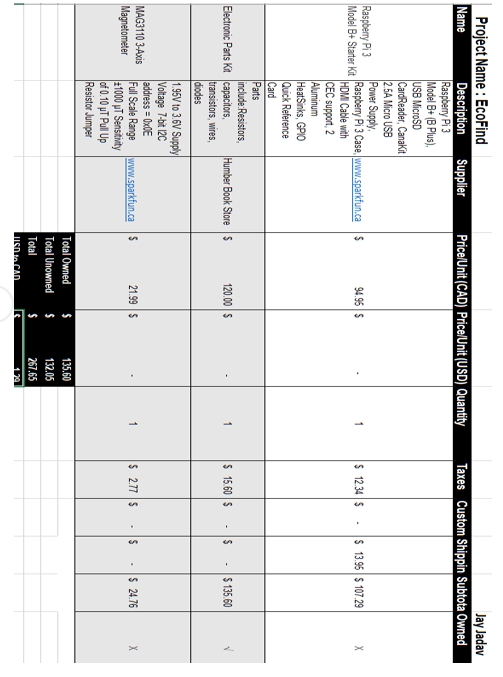 Project Name : EcoFind Jay Jadav
Name Description Supplier Price/Unit (CAD) Price/Unit (USD) Quantity Taxes Custom Shippin Subtota Owned
Raspberry Pi 3
Model B+ (B Plus),
USB MicroSD
CardReader, CanaKit
2.5A Micro USB
Power Supply,
Raspberry Pi 3 Model B+ Starter Kit Raspberry Pi 3 Case, www.sparkfun.ca $ 94.95 $ - 1 $ 12.34 $ - $ 13.95 $ 107.29 X
HDMI Cable with
CEC support, 2
Aluminum
HeatSinks, GPIO
Quick Reference
Card
Parts
include Resistors,
Electronic Parts Kit capacitors, Humber Book Store $ 120.00 $ - 1 $ 15.60 $ - $ - $ 135.60 √
transistors, wires,
diodes
1.95V to 3.6V Supply
Voltage 7-bit I2C
address = 0x0E
MAG3110 3-Axis Magnetometer Full Scale Range www.sparkfun.ca $ 21.99 $ - 1 $ 2.77 $ - $ - $ 24.76 X
±1000 µT Sensitivity
of 0.10 µT Pull Up
Resistor Jumper
Total Owned $ 135.60
Total Unowned $ 132.05
Total $ 267.65
USD to CAD $ 1.29